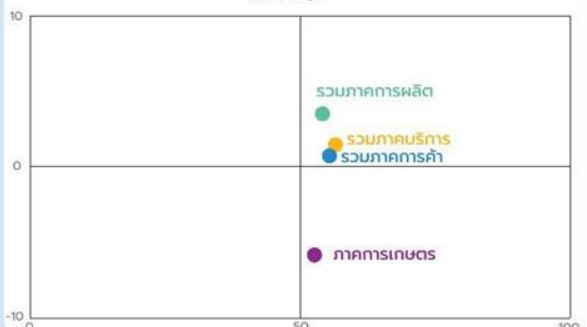 10
รวมภาคการผลิต
รวมภาคบริการ
รวมภาคการค้า
0
ภาคการเกษตร
-10
0 50 100